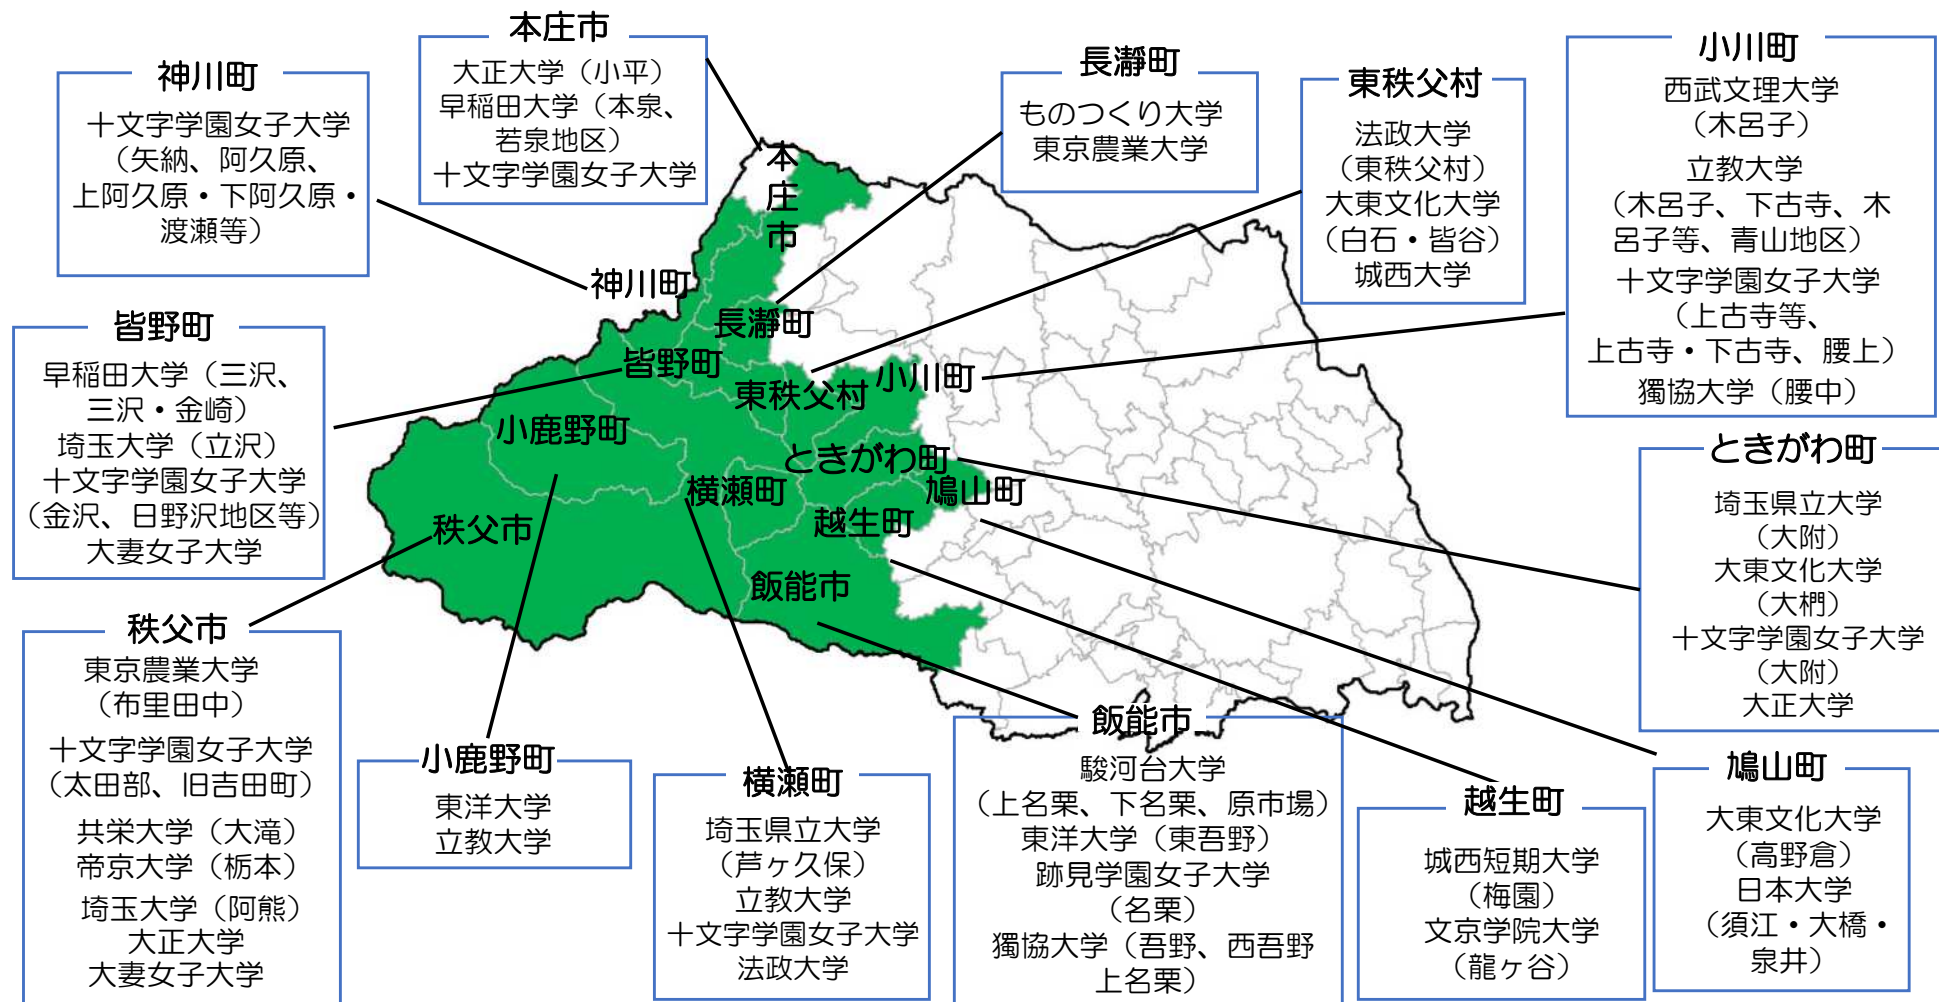 本庄市
大正大学（小平）
早稲田大学（本泉、
若泉地区）
十文字学園女子大学
神川町
十文字学園女子大学
（矢納、阿久原、
上阿久原・下阿久原・
渡瀬等）
長瀞町
ものつくり大学
東京農業大学
東秩父村
法政大学
（東秩父村）
大東文化大学
（白石・皆谷）
城西大学
小川町
西武文理大学
（木呂子）
立教大学
（木呂子、下古寺、木
呂子等、青山地区）
十文字学園女子大学
（上古寺等、
上古寺・下古寺、腰上）
獨協大学（腰中）
皆野町
早稲田大学（三沢、
三沢・金崎）
埼玉大学（立沢）
十文字学園女子大学
（金沢、日野沢地区等）
大妻女子大学
本庄市
神川町
長瀞町
皆野町
東秩父村
小川町
小鹿野町
ときがわ町
横瀬町
鳩山町
越生町
秩父市
飯能市
ときがわ町
埼玉県立大学
（大附）
大東文化大学
（大椚）
十文字学園女子大学
（大附）
大正大学
秩父市
東京農業大学
（布里田中）
十文字学園女子大学
（太田部、旧吉田町）
共栄大学（大滝）
帝京大学（栃本）
埼玉大学（阿熊）
大正大学
大妻女子大学
小鹿野町
東洋大学
立教大学
横瀬町
埼玉県立大学
（芦ヶ久保）
立教大学
十文字学園女子大学
法政大学
飯能市
駿河台大学
（上名栗、下名栗、原市場）
東洋大学（東吾野）
跡見学園女子大学
（名栗）
獨協大学（吾野、西吾野
上名栗）
越生町
城西短期大学
（梅園）
文京学院大学
（龍ヶ谷）
鳩山町
大東文化大学
（高野倉）
日本大学
（須江・大橋・
泉井）